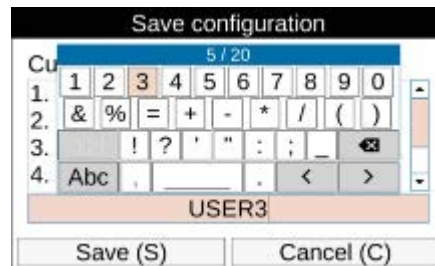 Save configuration
5 / 20
Cu
1 2 3 4 5 6 7 8 9 0
1.
& % = + - * / ( )
2.
! ? ' " : ; _
3.
4.
Abc , . < >
USER3
Save (S) Cancel (C)